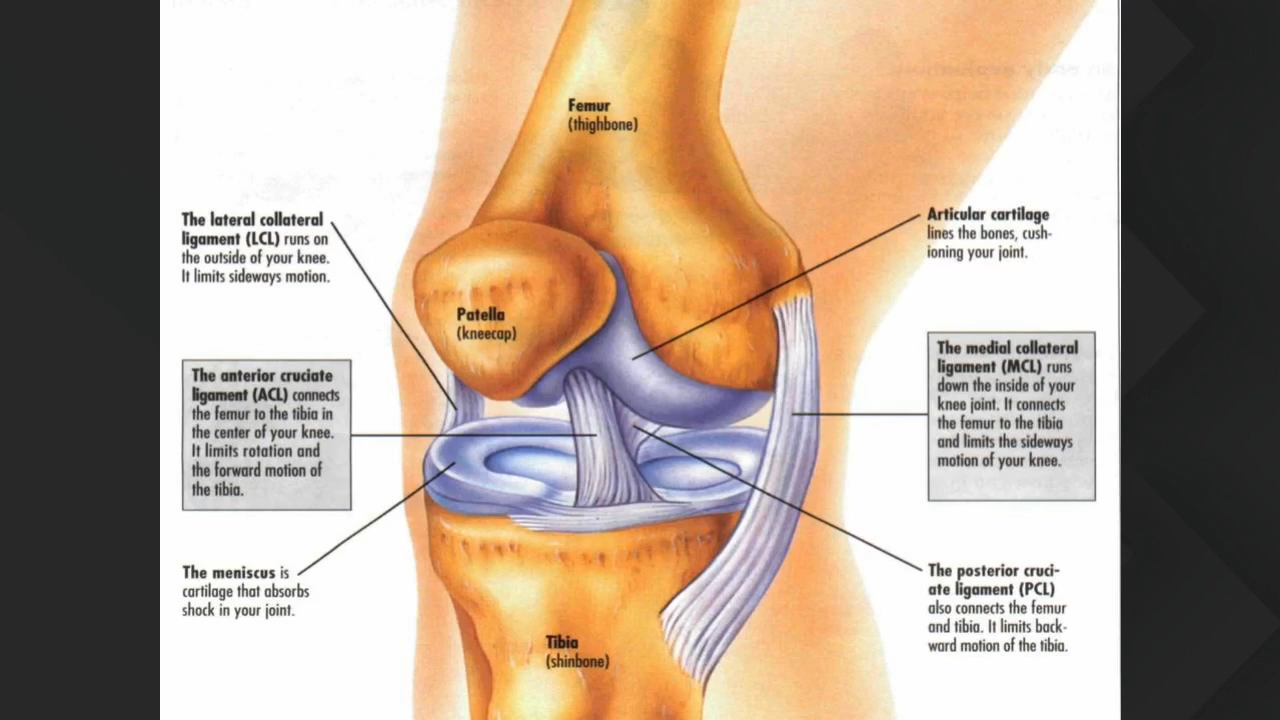 Femur
(thighbone)
The lateral collateral
ligament (LCL) runs on
the outside of your knee.
It limits sideways motion.
Articular cartilage
lines the bones, cush-
ioning your joint.
Patella
(kneecap)
The anterior cruciate
ligament (ACL) connects
the femur to the tibia in
the center of your knee.
It limits rotation and
the forward motion of
the tibia.
The medial collateral
ligament (MCL) runs
down the inside of your
knee joint. It connects
the femur to the tibia
and limits the sideways
motion of your knee.
The meniscus is
cartilage that absorbs
shock in your joint.
The posterior cruci-
ate ligament (PCL)
also connects the femur
and tibia. It limits back-
ward motion of the tibia.
Tibia
(shinbone)